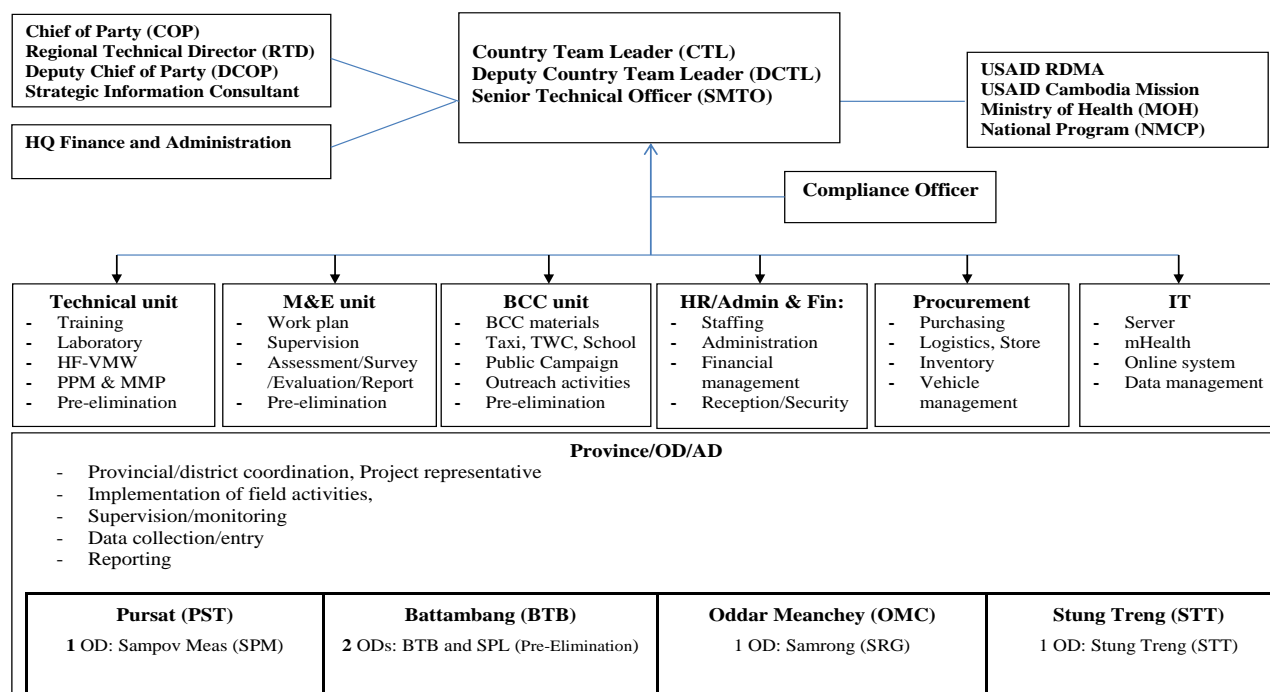 Chief of Party (COP)
Regional Technical Director (RTD)
Deputy Chief of Party (DCOP)
Strategic Information Consultant
HQ Finance and Administration
Country Team Leader (CTL)
Deputy Country Team Leader (DCTL)
Senior Technical Officer (SMTO)
USAID RDMA
USAID Cambodia Mission
Ministry of Health (MOH)
National Program (NMCP)
Compliance Officer
Technical unit
- Training
- Laboratory
- HF-VMW
- PPM & MMP
- Pre-elimination
M&E unit
- Work plan
- Supervision
- Assessment/Survey
/Evaluation/Report
- Pre-elimination
BCC unit
- BCC materials
- Taxi, TWC, School
- Public Campaign
- Outreach activities
- Pre-elimination
HR/Admin & Fin:
- Staffing
- Administration
- Financial
management
- Reception/Security
Procurement
- Purchasing
- Logistics, Store
- Inventory
- Vehicle
management
IT
- Server
- mHealth
- Online system
- Data management
Province/OD/AD
- Provincial/district coordination, Project representative
- Implementation of field activities,
- Supervision/monitoring
- Data collection/entry
- Reporting
Pursat (PST)
1 OD: Sampov Meas (SPM)
Battambang (BTB)
2 ODs: BTB and SPL (Pre-Elimination)
Oddar Meanchey (OMC)
1 OD: Samrong (SRG)
Stung Treng (STT)
1 OD: Stung Treng (STT)